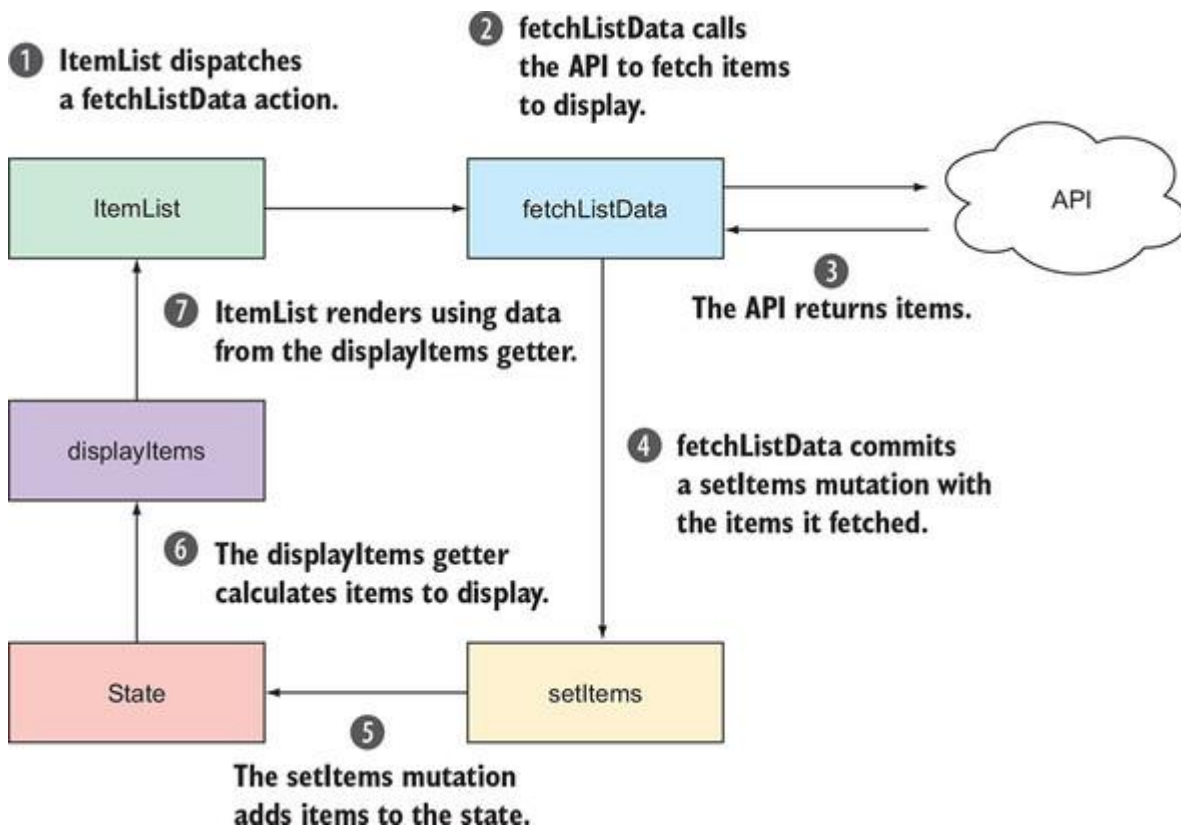 1 ItemList dispatches
a fetchListData action.
2 fetchListData calls
the API to fetch items
to display.
ItemList
fetchListData
API
3
The API returns items.
7 ItemList renders using data
from the displayItems getter.
displayItems
4 fetchListData commits
a setItems mutation with
the items it fetched.
6 The displayItems getter
calculates items to display.
State
setItems
5
The setItems mutation
adds items to the state.